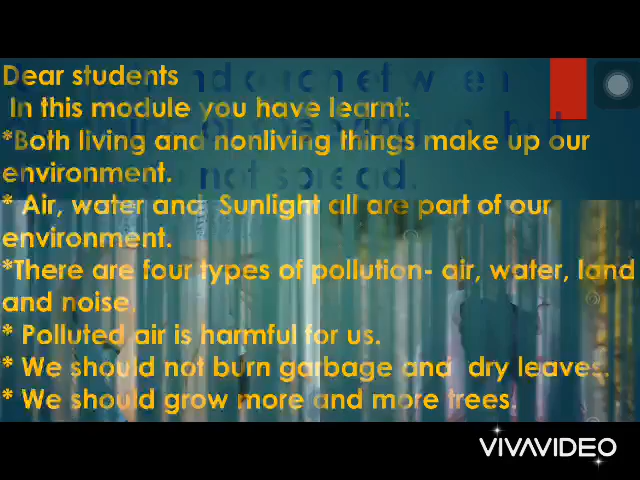 Dear students
In this module you have learnt:
*Both living and nonliving things make up our
environment.
* Air, water and Sunlight all are part of our
environment.
*There are four types of pollution- air, water, land
and noise.
* Polluted air is harmful for us.
* We should not burn garbage and dry leaves.
* We should grow more and more trees.
not spread.
VIVAVIDEO